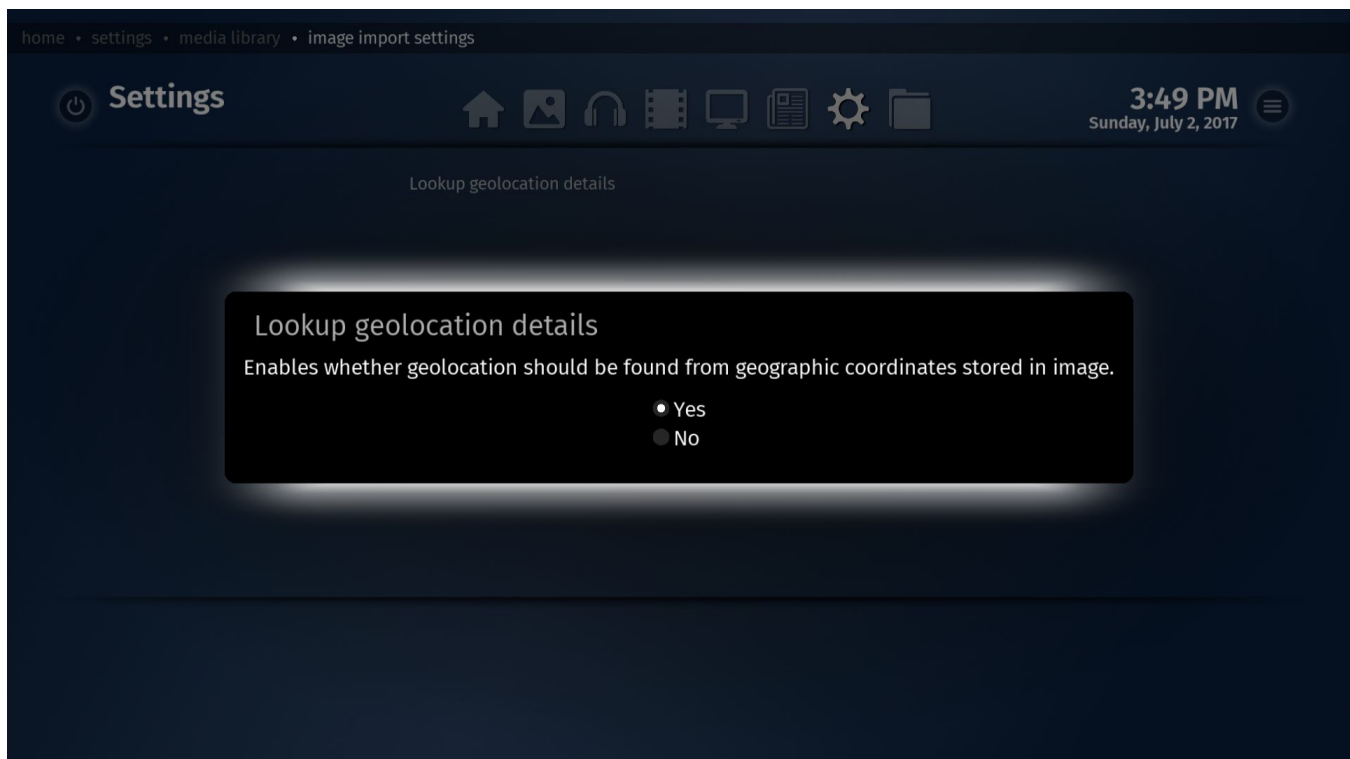 home • settings • media library • image import settings
Settings
3:49 PM
Sunday, July 2, 2017
Lookup geolocation details
Lookup geolocation details
Enables whether geolocation should be found from geographic coordinates stored in image.
Yes
No